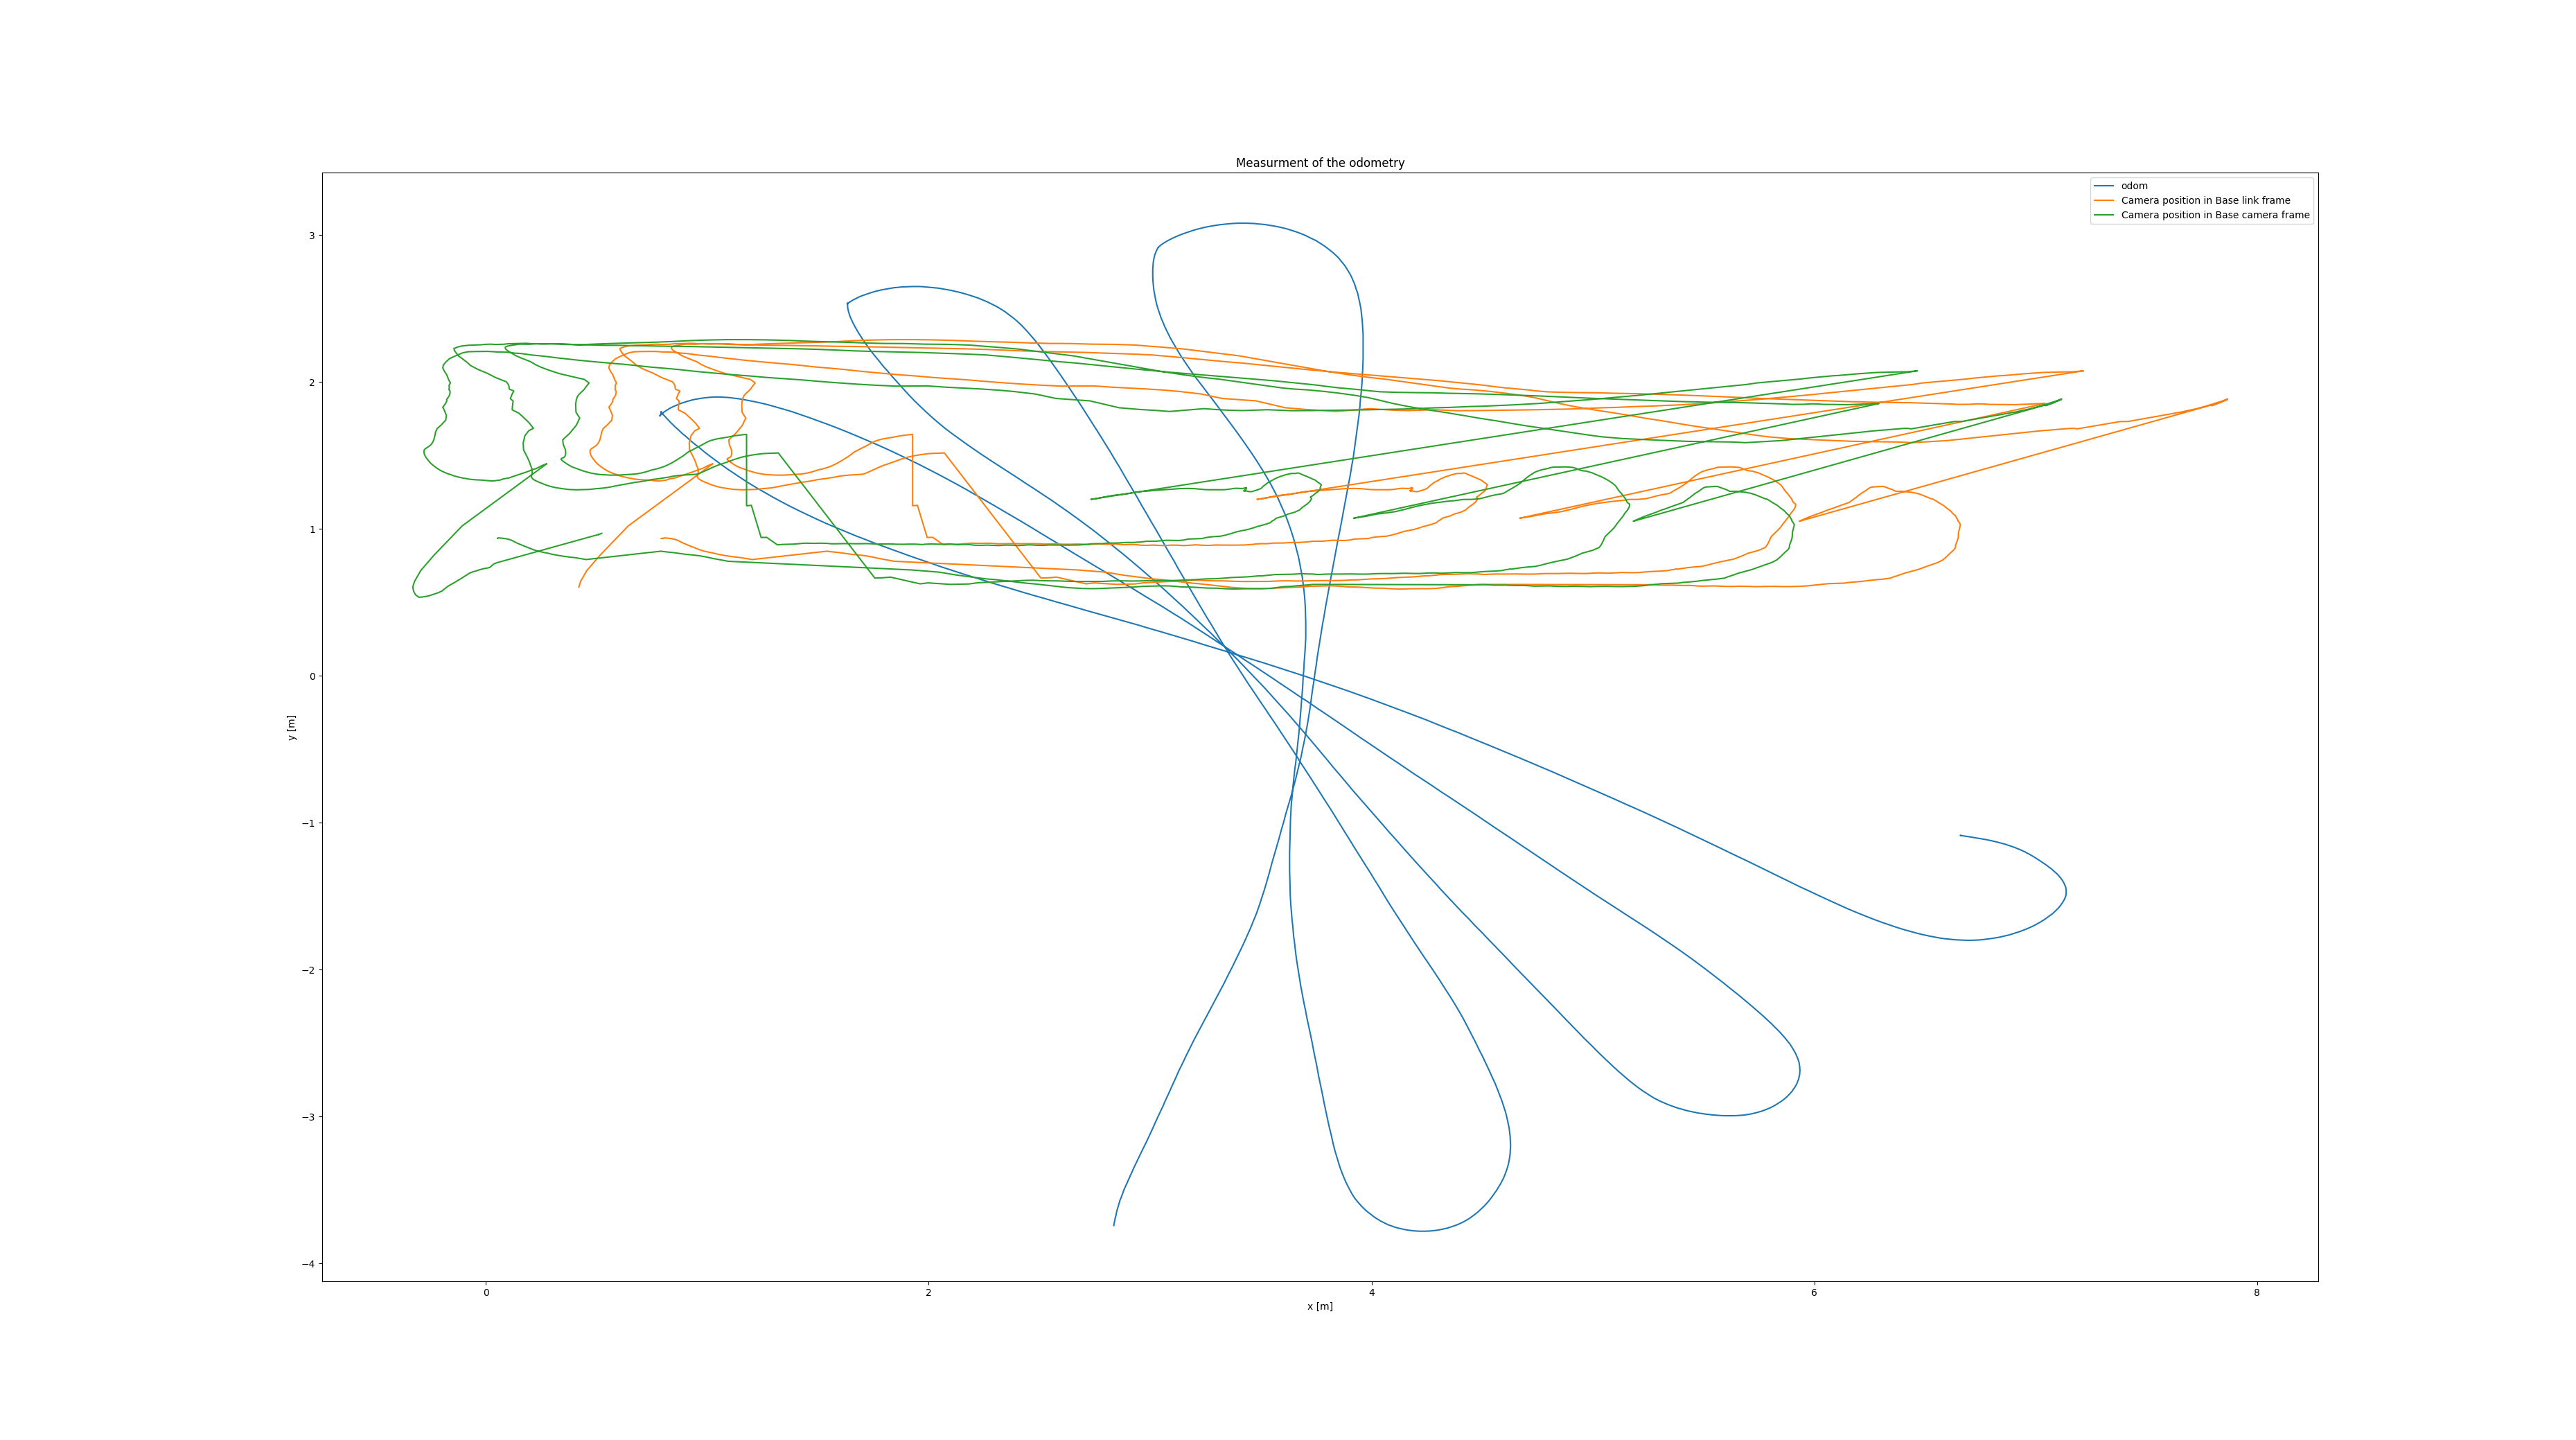 Measurment of the odometry
odom
Camera position in Base link frame
Camera position in Base camera frame
3
2
1
0
−1
−2
−3
−4
y [m]
0 2 4 6 8
x [m]